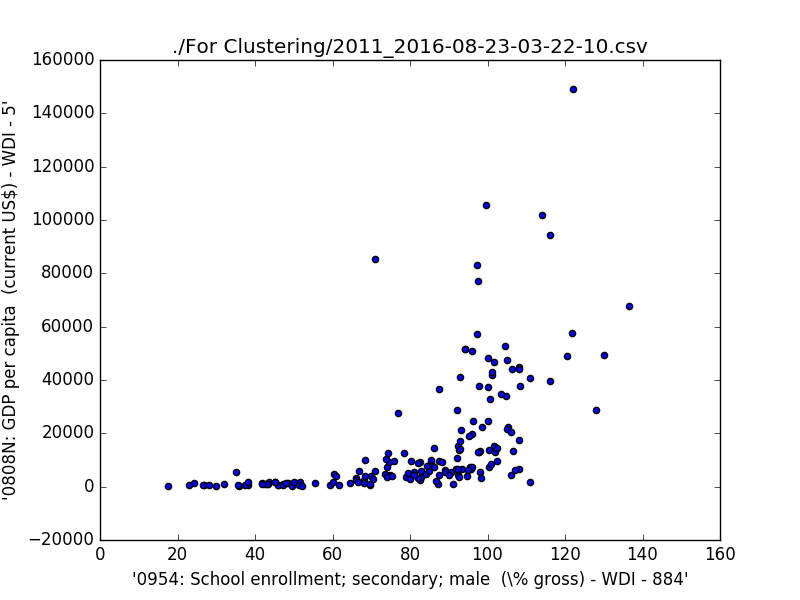 ./For Clustering/2011_2016-08-23-03-22-10.csv
160000
140000
120000
100000
80000
60000
40000
20000
0
−20000
'0808N: GDP per capita  (current US$) - WDI - 5'
0 20 40 60 80 100 120 140 160
'0954: School enrollment; secondary; male  (\% gross) - WDI - 884'